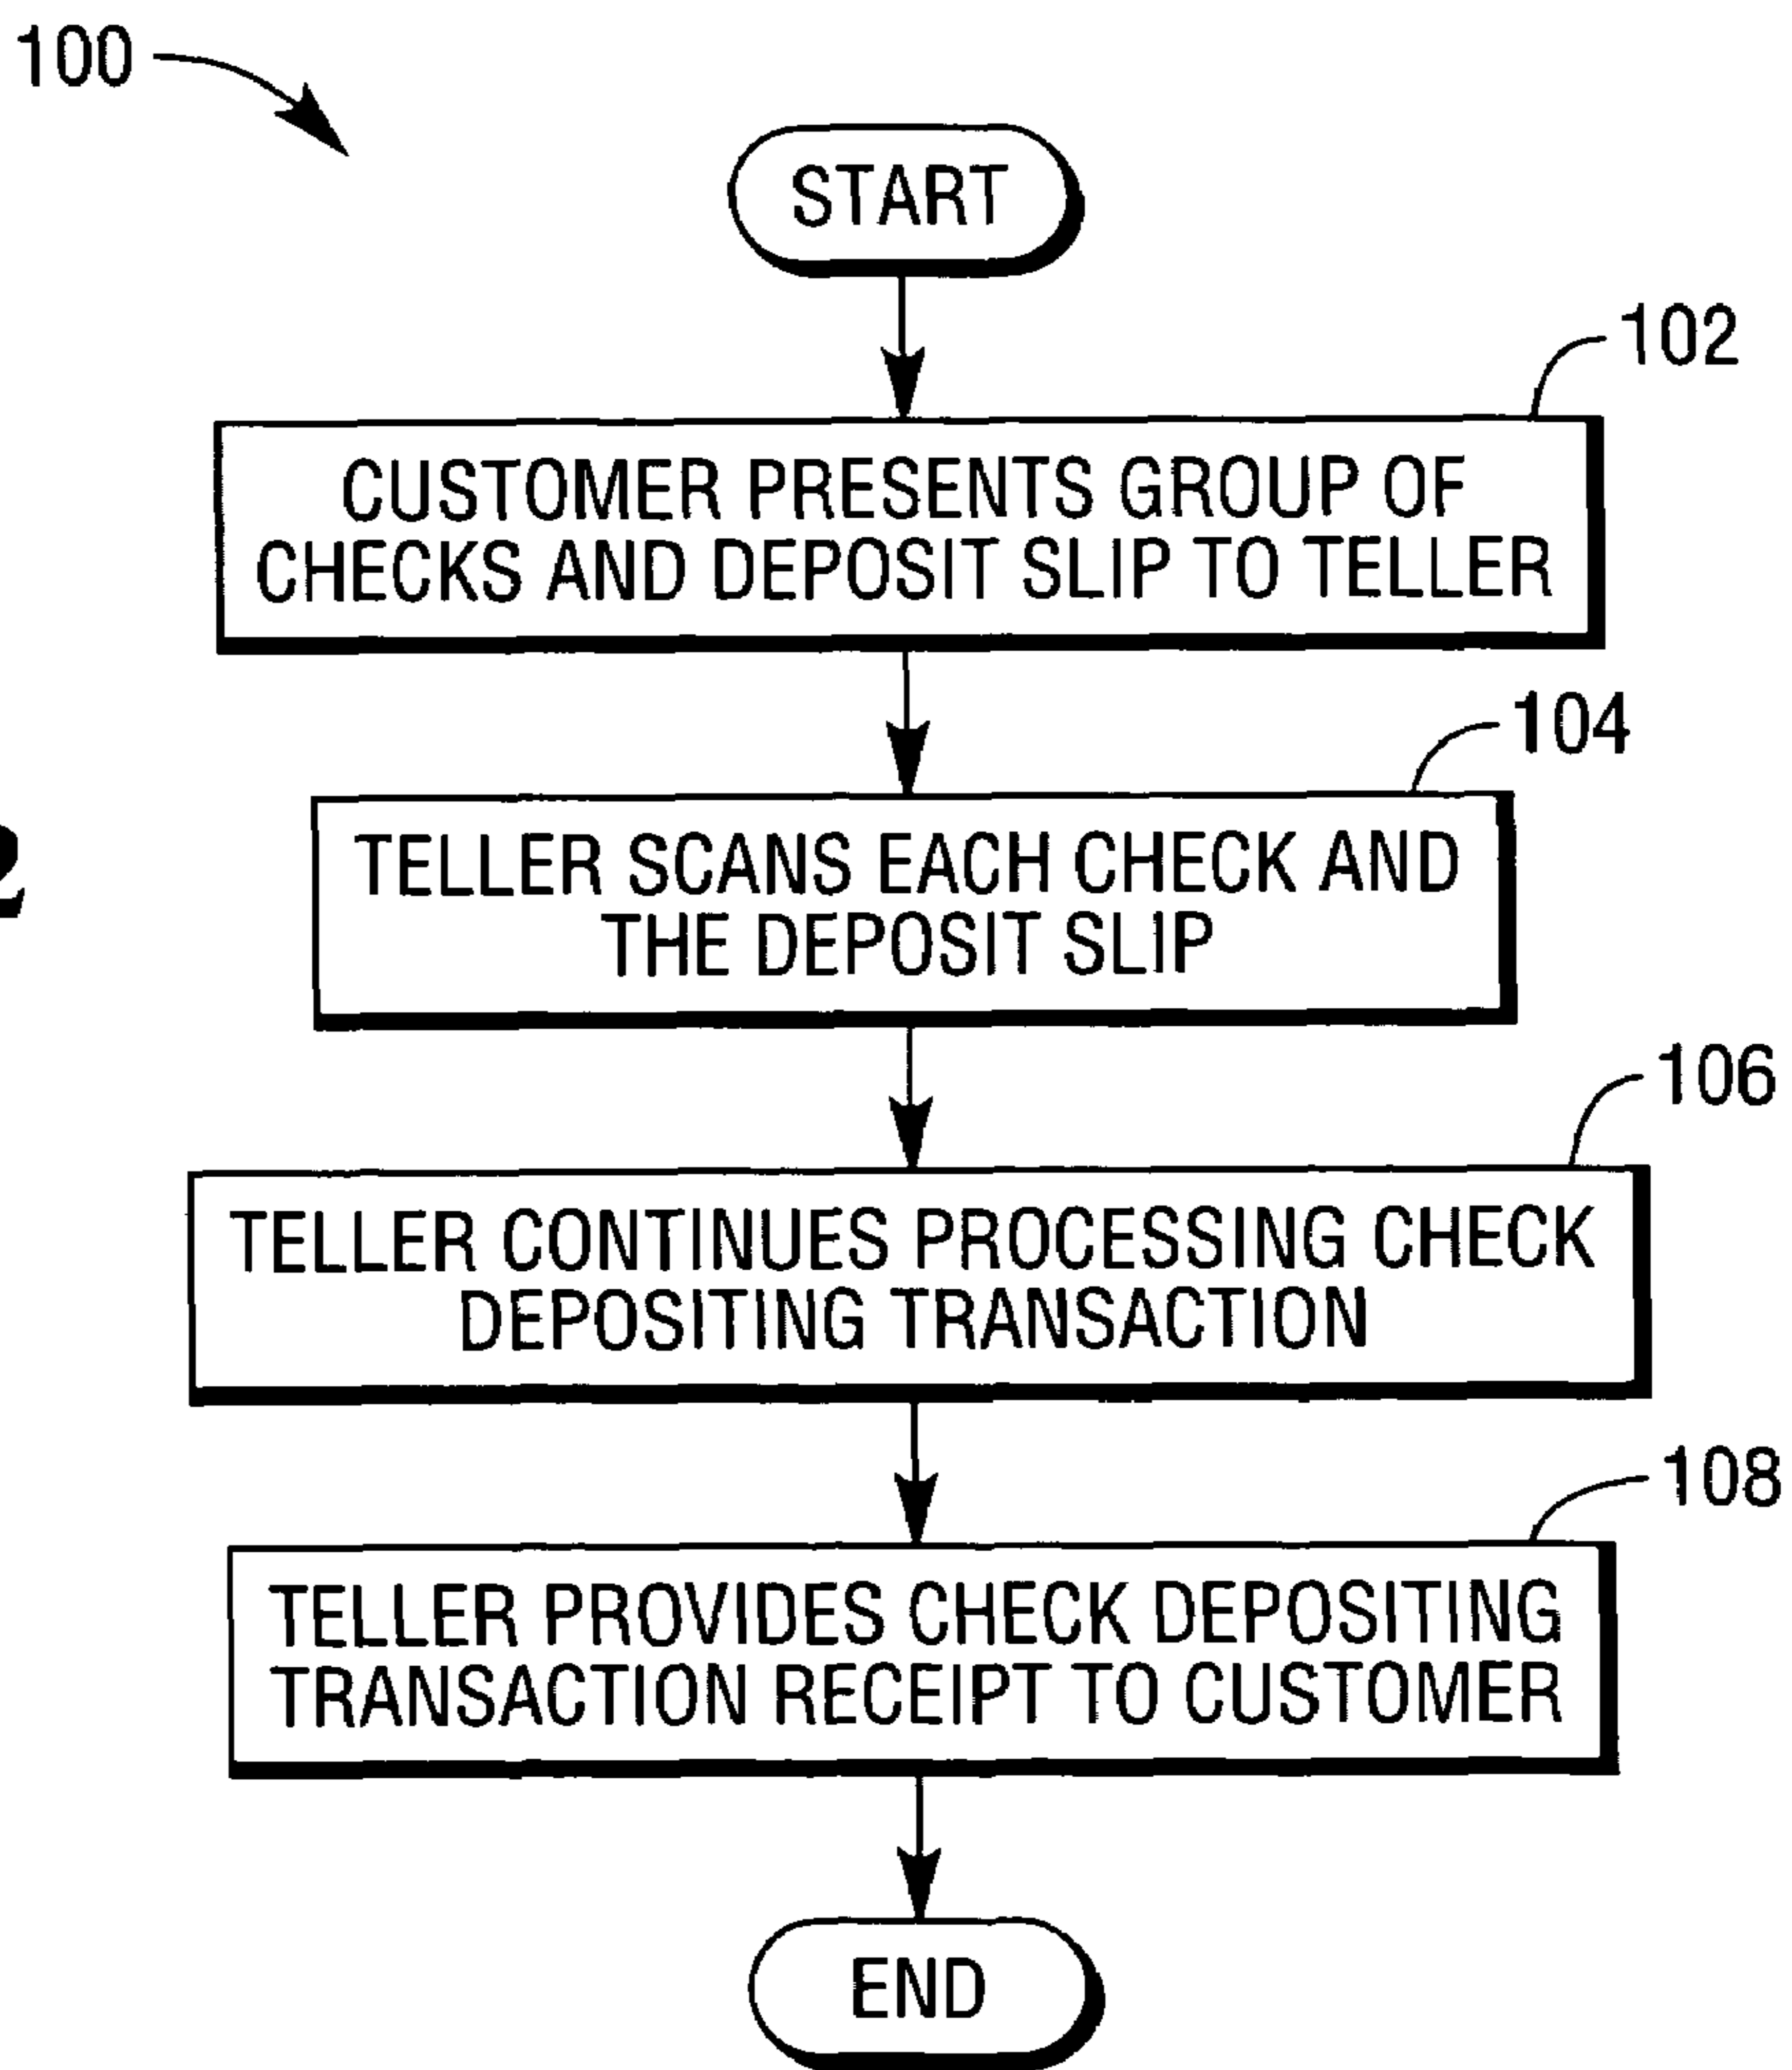 100
START
102
CUSTOMER PRESENTS GROUP OF
CHECKS AND DEPOSIT SLIP TO TELLER
104
TELLER SCANS EACH CHECK AND
THE DEPOSIT SLIP
106
TELLER CONTINUES PROCESSING CHECK
DEPOSITING TRANSACTION
108
TELLER PROVIDES CHECK DEPOSITING
TRANSACTION RECEIPT TO CUSTOMER
END